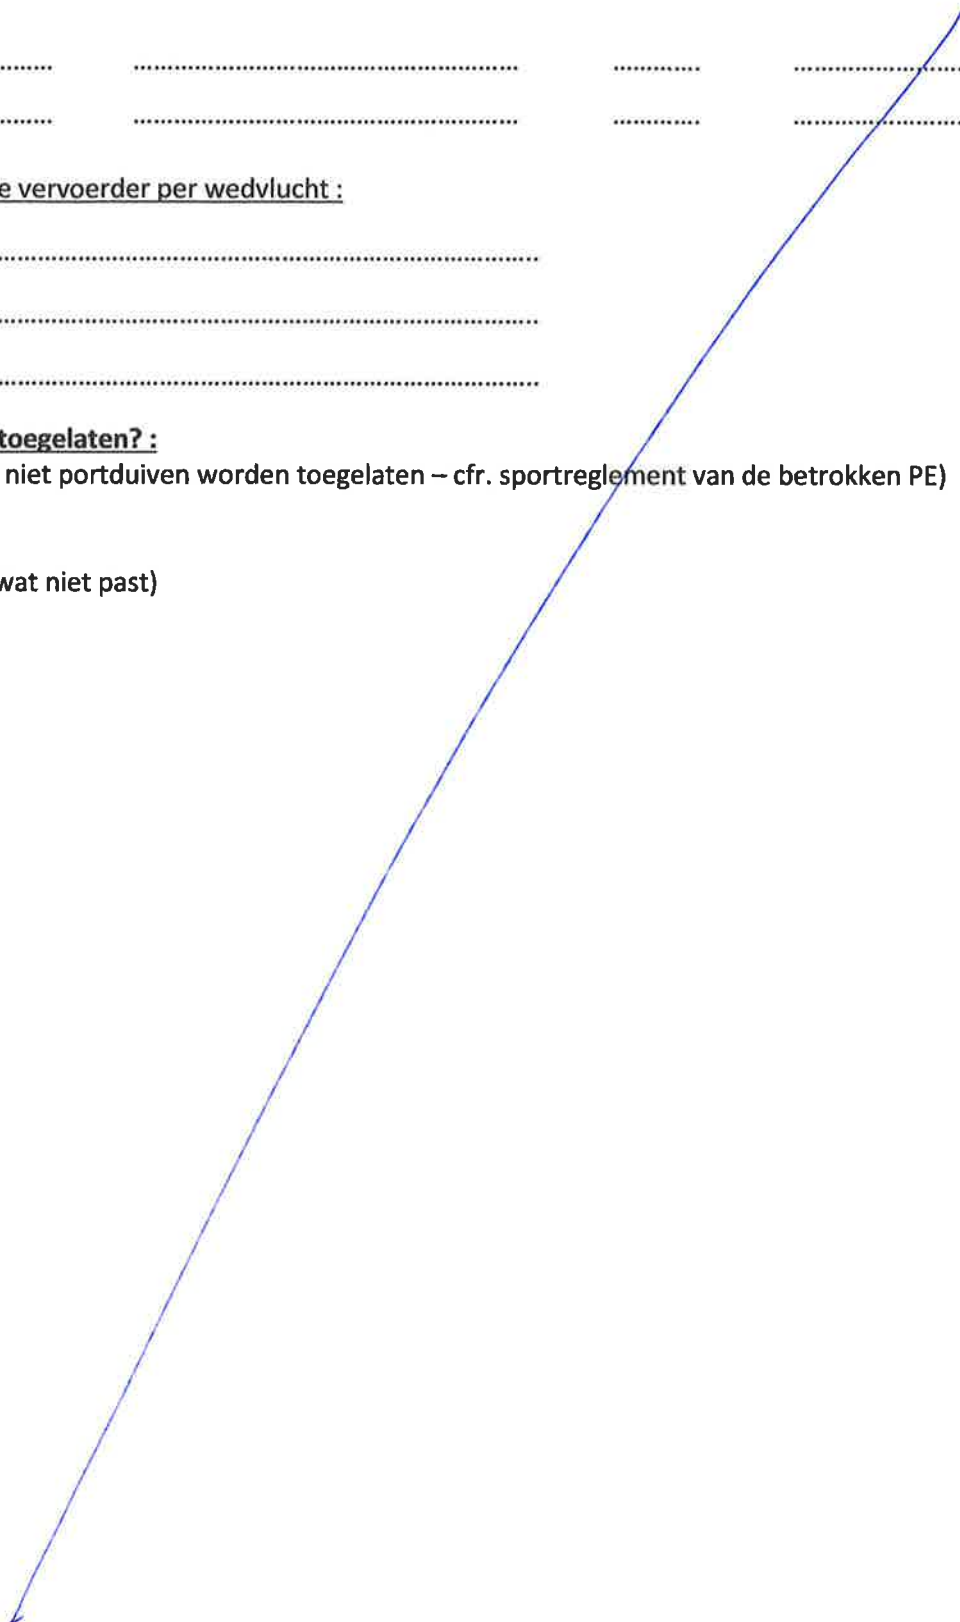 ........ ........................................................ ............. ........................
........ ........................................................ ............. ........................
e vervoerder per wedvlucht :
................................................................................
................................................................................
................................................................................
toegelaten? :
niet portduiven worden toegelaten – cfr. sportreglement van de betrokken PE)
wat niet past)